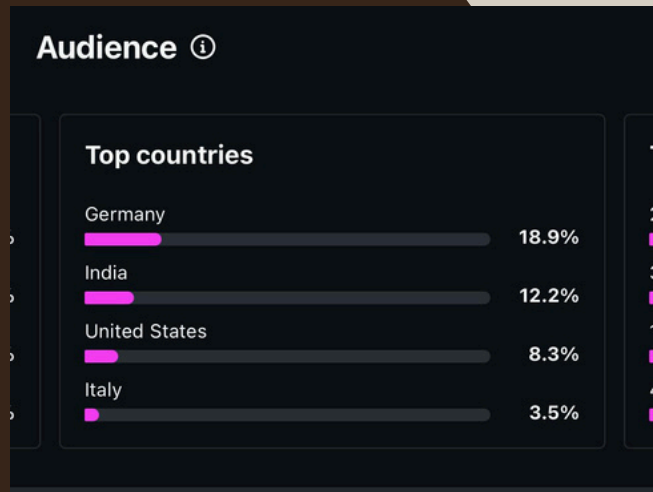 Audience
Top countries
Germany
18.9%
India
12.2%
United States
8.3%
Italy
3.5%